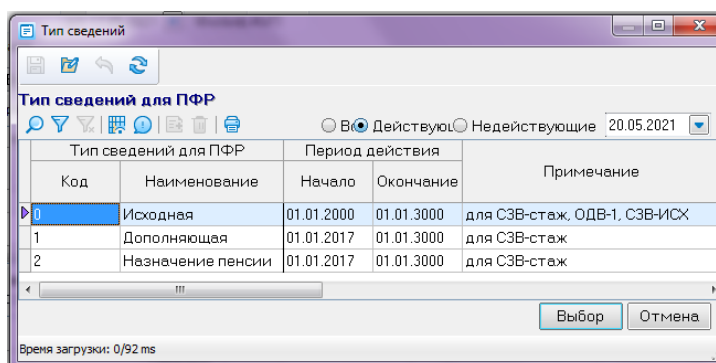 Тип сведений
Тип сведений для ПФР
Вс Действующ Недействующие 20.05.2021
Тип сведений для ПФР Период действия Примечание
Код Наименование Начало Окончание
0 Исходная 01.01.2000 01.01.3000 для СЗВ-стаж, ОДВ-1, СЗВ-ИСХ
1 Дополняющая 01.01.2017 01.01.3000 для СЗВ-стаж
2 Назначение пенсии 01.01.2017 01.01.3000 для СЗВ-стаж
Выбор Отмена
Время загрузки: 0/92 ms